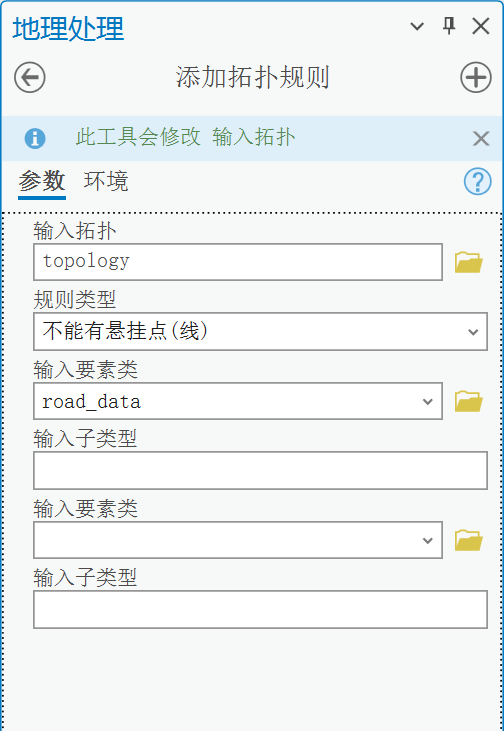 地理处理
添加拓扑规则
此工具会修改 输入拓扑
参数 环境
输入拓扑
topology
规则类型
不能有悬挂点(线)
输入要素类
road_data
输入子类型
输入要素类
输入子类型